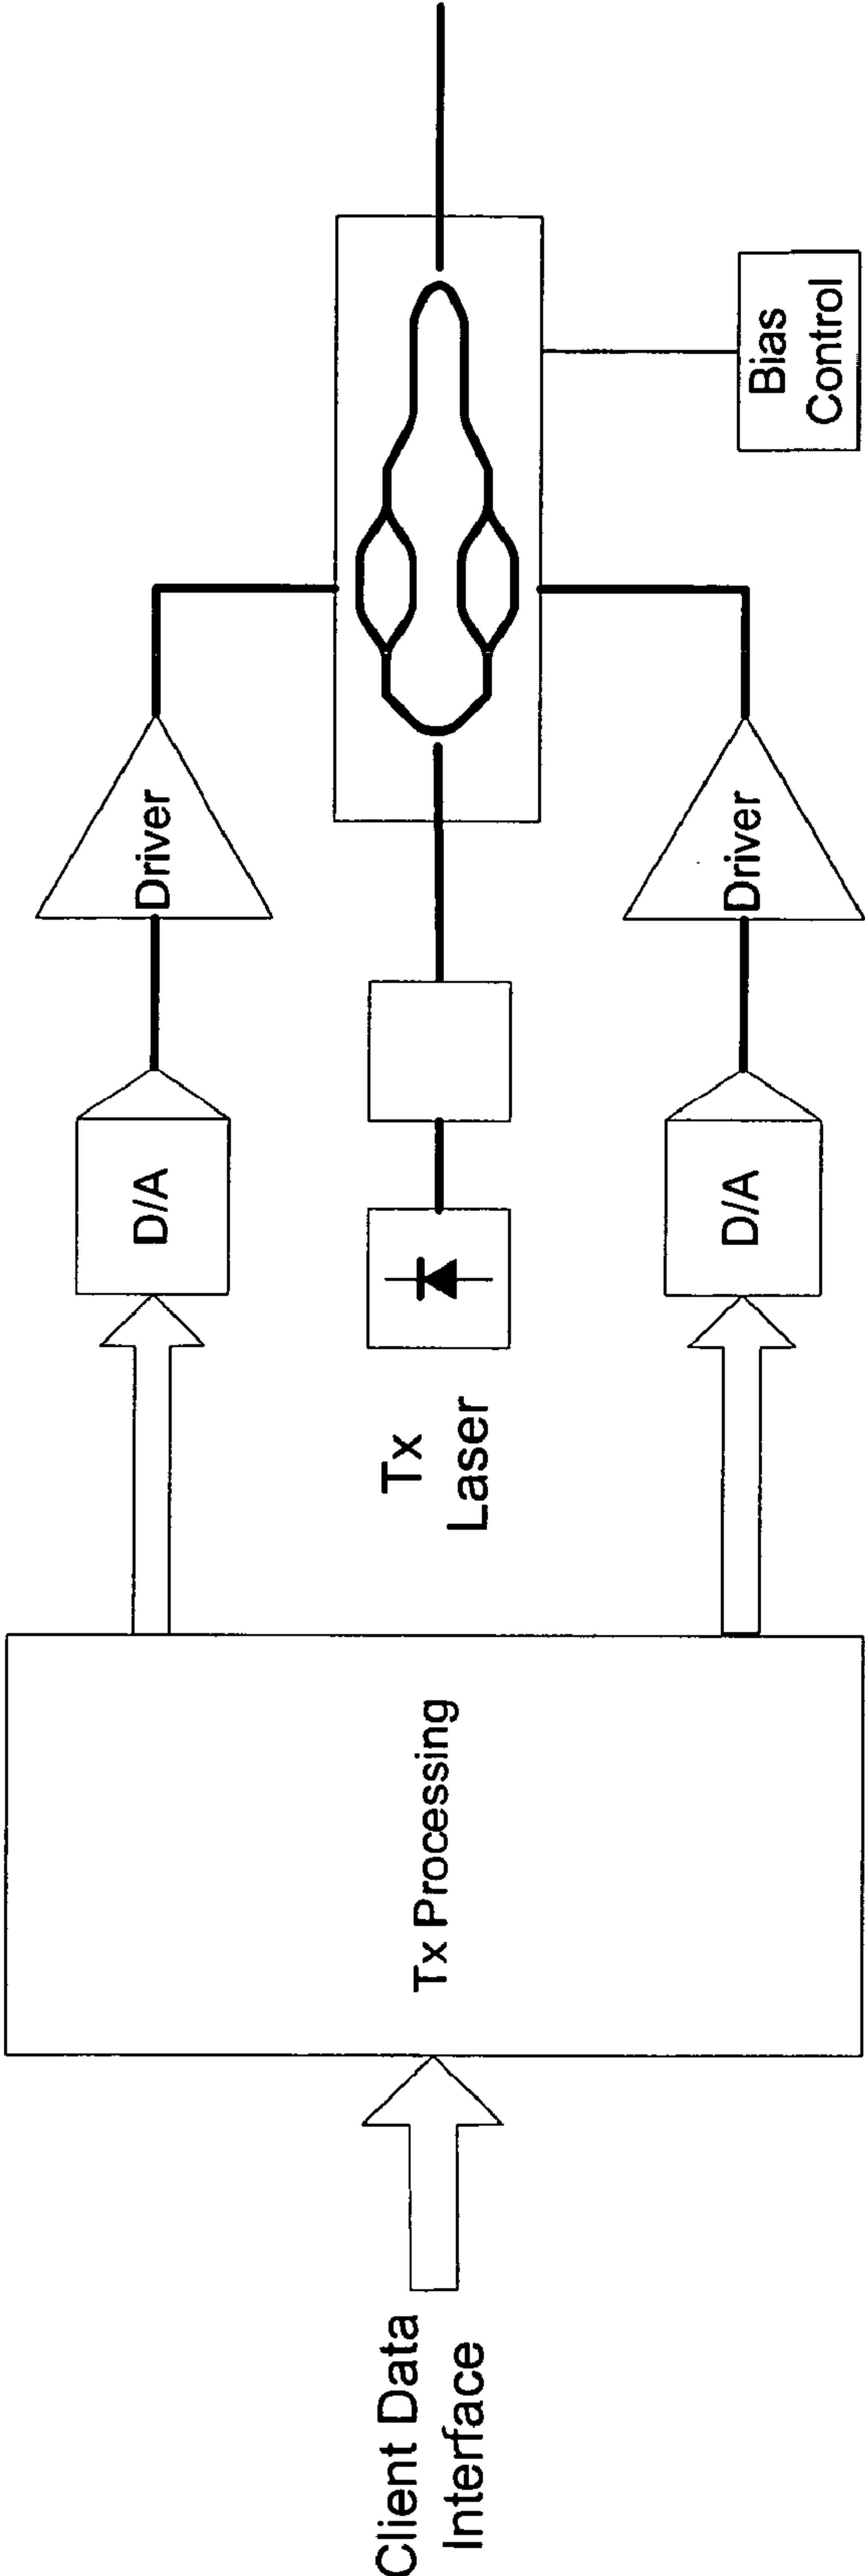 Client Data
Interface
Tx Processing
D/A
Driver
Tx
Laser
D/A
Driver
Bias
Control